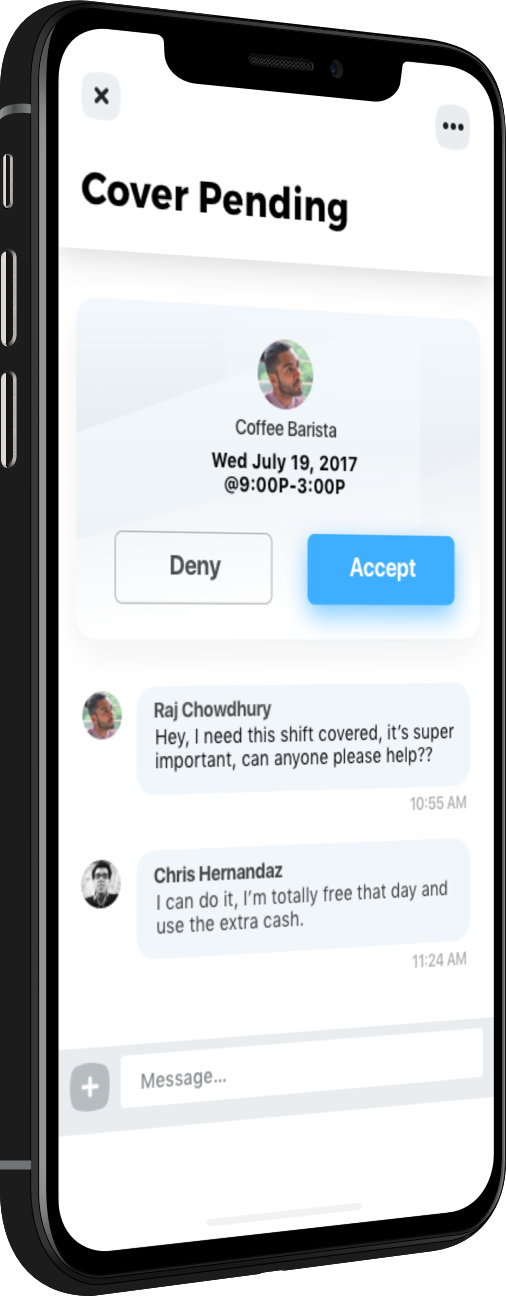 Cover Pending
Coffee Barista
Wed July 19, 2017
@9:00P-3:00P
Deny
Accept
Raj Chowdhury
Hey, I need this shift covered, it's super
important, can anyone please help??
10:55 AM
Chris Hernandaz
I can do it, I'm totally free that day and
use the extra cash.
11:24 AM
Message...